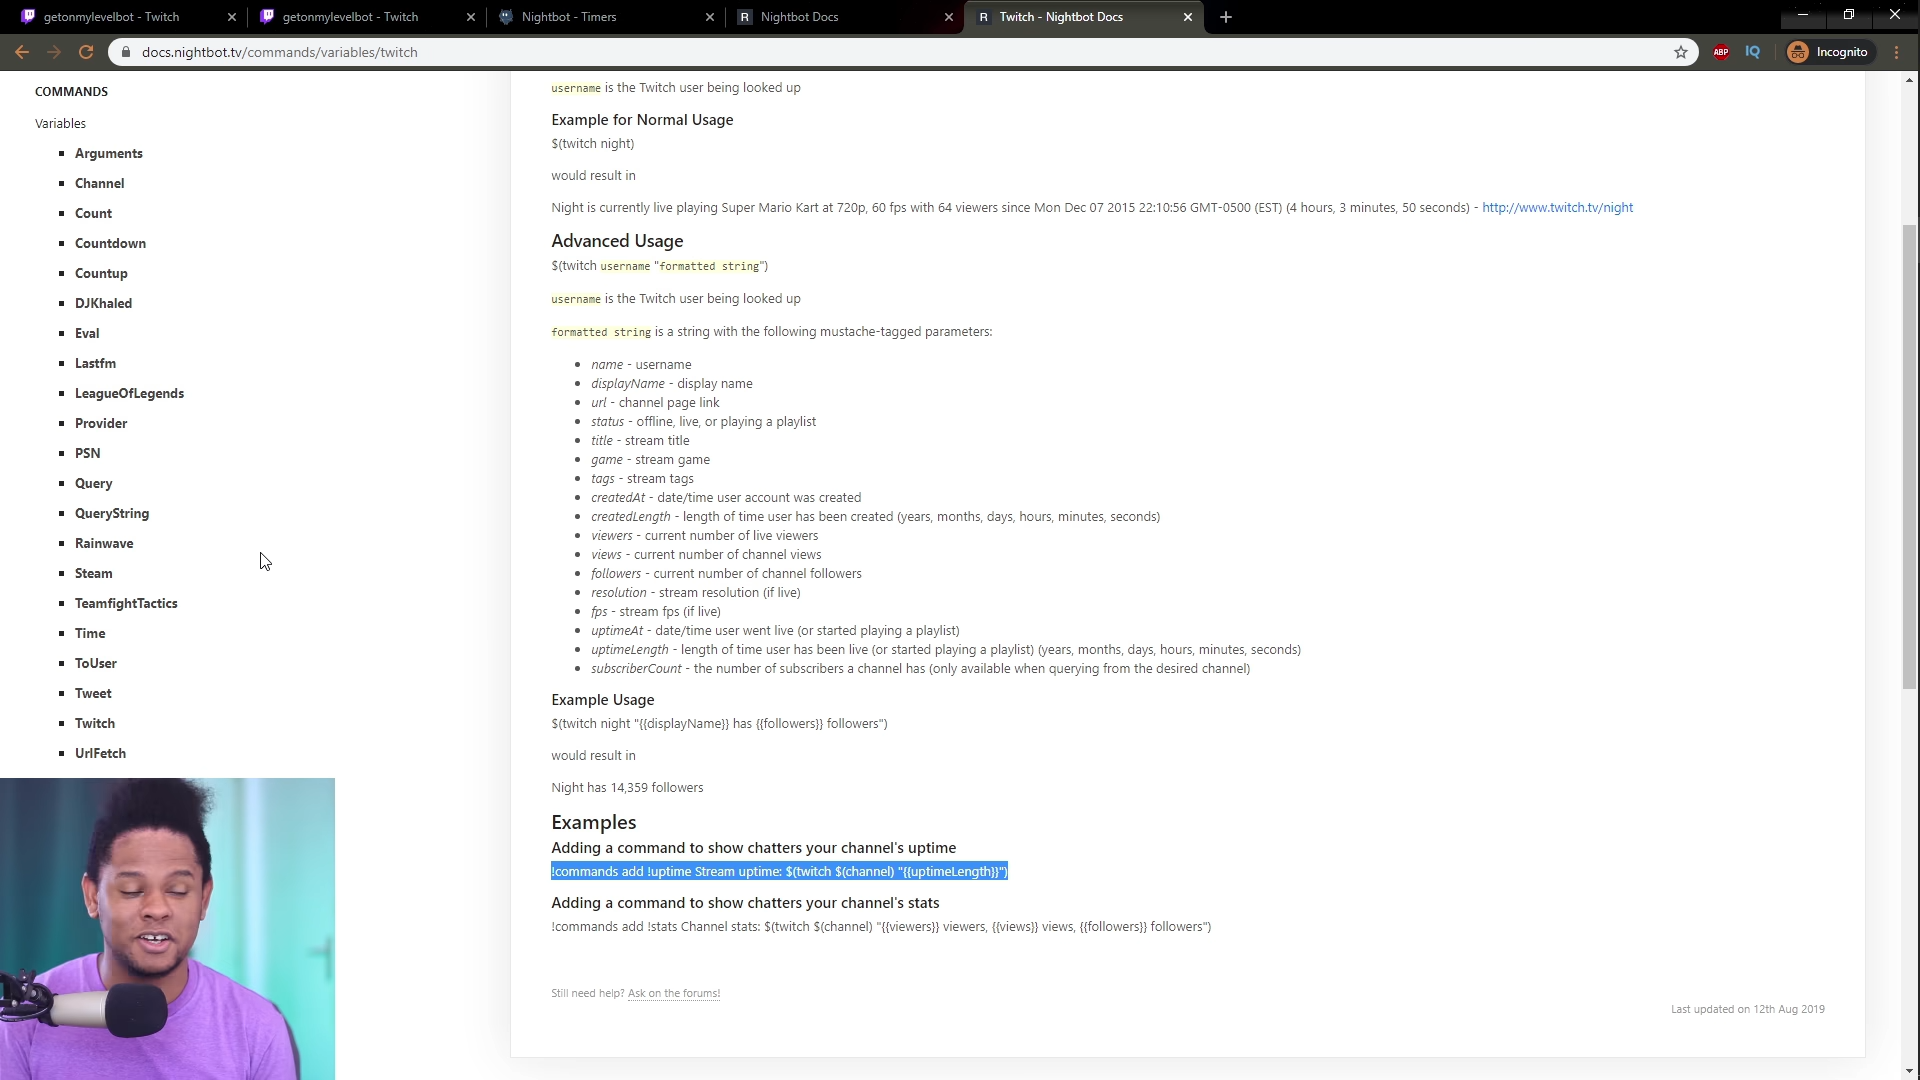 getonmylevelbot - Twitch
getonmylevelbot - Twitch
Nightbot - Timers
Nightbot Docs
Twitch - Nightbot Docs
docs.nightbot.tv/commands/variables/twitch
ABP
IQ
Incognito
COMMANDS
Variables
Arguments
Channel
Count
Countdown
Countup
DJKhaled
Eval
Lastfm
LeagueOfLegends
Provider
PSN
Query
QueryString
Rainwave
Steam
TeamfightTactics
Time
ToUser
Tweet
Twitch
UrlFetch
username is the Twitch user being looked up
Example for Normal Usage
$(twitch night)
would result in
Night is currently live playing Super Mario Kart at 720p, 60 fps with 64 viewers since Mon Dec 07 2015 22:10:56 GMT-0500 (EST) (4 hours, 3 minutes, 50 seconds) - http://www.twitch.tv/night
Advanced Usage
$(twitch username "formatted string")
username is the Twitch user being looked up
formatted string is a string with the following mustache-tagged parameters:
name - username
displayName - display name
url - channel page link
status - offline, live, or playing a playlist
title - stream title
game - stream game
tags - stream tags
createdAt - date/time user account was created
createdLength - length of time user has been created (years, months, days, hours, minutes, seconds)
viewers - current number of live viewers
views - current number of channel views
followers - current number of channel followers
resolution - stream resolution (if live)
fps - stream fps (if live)
uptimeAt - date/time user went live (or started playing a playlist)
uptimeLength - length of time user has been live (or started playing a playlist) (years, months, days, hours, minutes, seconds)
subscriberCount - the number of subscribers a channel has (only available when querying from the desired channel)
Example Usage
$(twitch night "{{displayName}} has {{followers}} followers")
would result in
Night has 14,359 followers
Examples
Adding a command to show chatters your channel's uptime
!commands add !uptime Stream uptime: $(twitch $(channel) "{{uptimeLength}}")
Adding a command to show chatters your channel's stats
!commands add !stats Channel stats: $(twitch $(channel) "{{viewers}} viewers, {{views}} views, {{followers}} followers")
Still need help? Ask on the forums!
Last updated on 12th Aug 2019